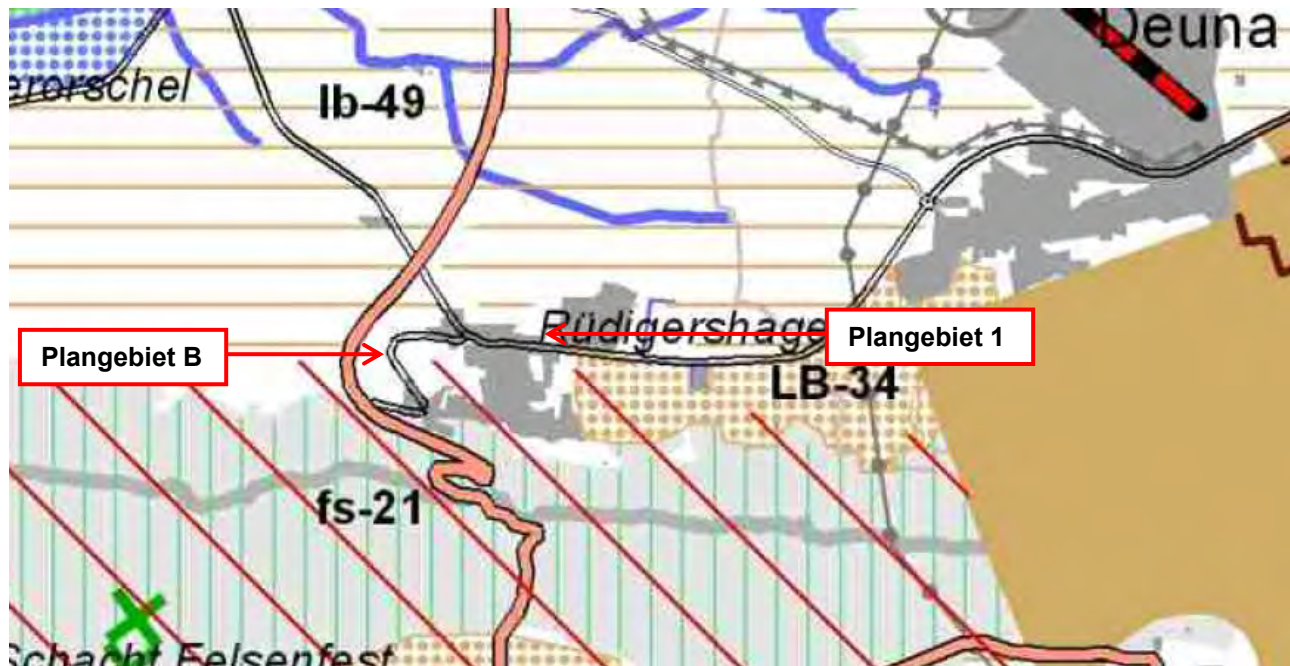 Deuna
erorschel
lb-49
Rüdigershage
Plangebiet B
Plangebiet 1
LB-34
fs-21
Schacht Felsenfest